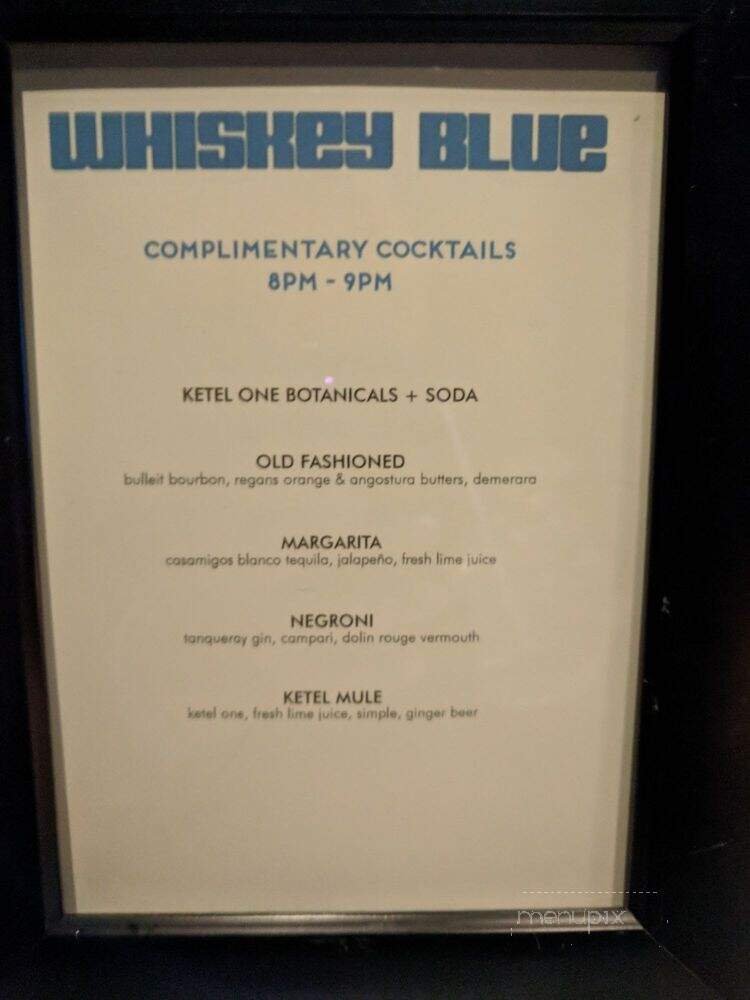 WHISKEY BLUE
COMPLIMENTARY COCKTAILS
8PM - 9PM
KETEL ONE BOTANICALS + SODA
OLD FASHIONED
bulleit bourbon, regans orange & angostura butters, demerara
MARGARITA
casamigos blanco tequila, jalapeño, fresh lime juice
NEGRONI
tanqueray gin, campari, dolin rouge vermouth
KETEL MULE
ketel one, fresh lime juice, simple, ginger beer
menupix